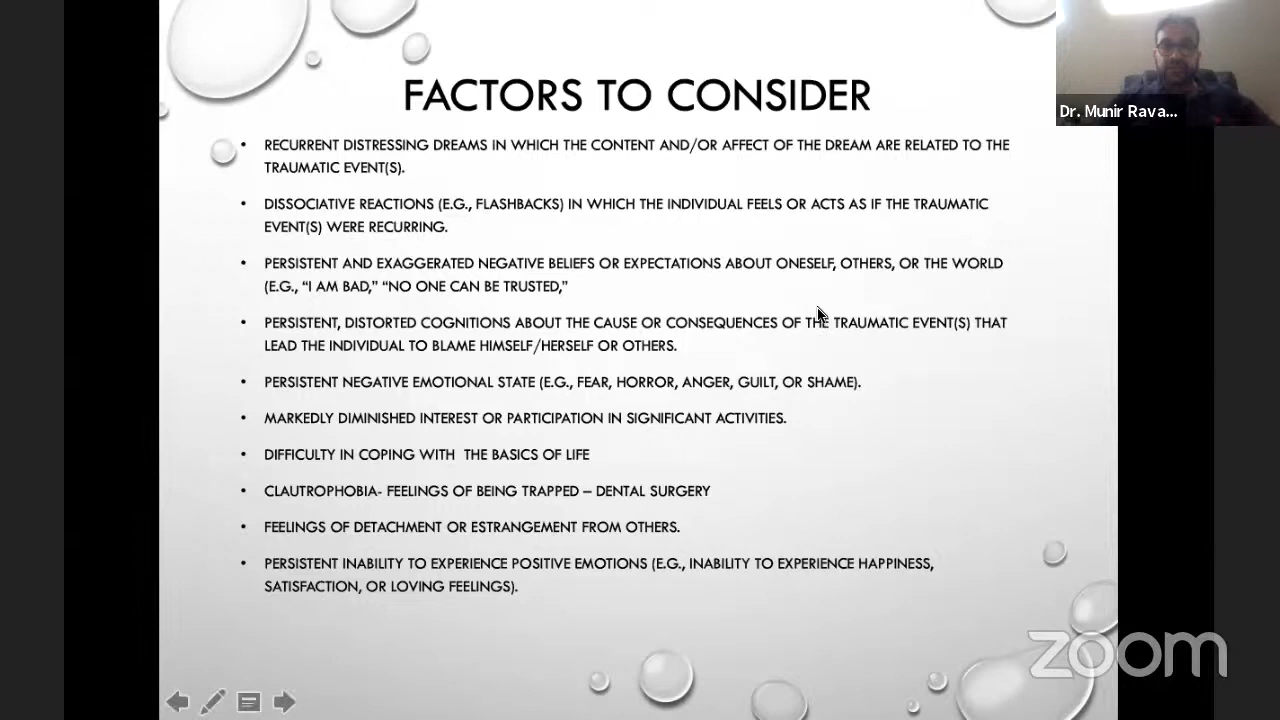 FACTORS TO CONSIDER
Dr. Munir Rava...
• RECURRENT DISTRESSING DREAMS IN WHICH THE CONTENT AND/OR AFFECT OF THE DREAM ARE RELATED TO THE
TRAUMATIC EVENT(S).
• DISSOCIATIVE REACTIONS (E.G., FLASHBACKS) IN WHICH THE INDIVIDUAL FEELS OR ACTS AS IF THE TRAUMATIC
EVENT(S) WERE RECURRING.
• PERSISTENT AND EXAGGERATED NEGATIVE BELIEFS OR EXPECTATIONS ABOUT ONESELF, OTHERS, OR THE WORLD
(E.G., “I AM BAD,” “NO ONE CAN BE TRUSTED,”
• PERSISTENT, DISTORTED COGNITIONS ABOUT THE CAUSE OR CONSEQUENCES OF THE TRAUMATIC EVENT(S) THAT
LEAD THE INDIVIDUAL TO BLAME HIMSELF/HERSELF OR OTHERS.
• PERSISTENT NEGATIVE EMOTIONAL STATE (E.G., FEAR, HORROR, ANGER, GUILT, OR SHAME).
• MARKEDLY DIMINISHED INTEREST OR PARTICIPATION IN SIGNIFICANT ACTIVITIES.
• DIFFICULTY IN COPING WITH  THE BASICS OF LIFE
• CLAUTROPHOBIA- FEELINGS OF BEING TRAPPED – DENTAL SURGERY
• FEELINGS OF DETACHMENT OR ESTRANGEMENT FROM OTHERS.
• PERSISTENT INABILITY TO EXPERIENCE POSITIVE EMOTIONS (E.G., INABILITY TO EXPERIENCE HAPPINESS,
SATISFACTION, OR LOVING FEELINGS).
zoom